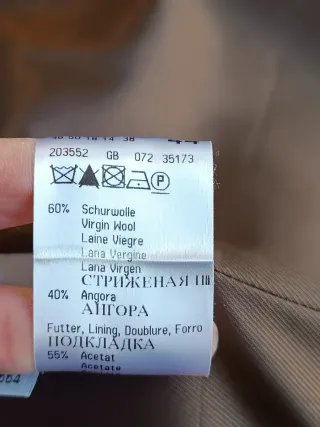 203552 GB 072 35173
P
60% Schurwolle
Virgin Wool
Laine Viegre
Lana Vergine
Lana Virgen
СТРИЖЕНАЯ
40% Angora
АНГОРА
Futter, Lining, Doublure, Forro
ПОДКЛАДКА
55% Acetat
Acetate